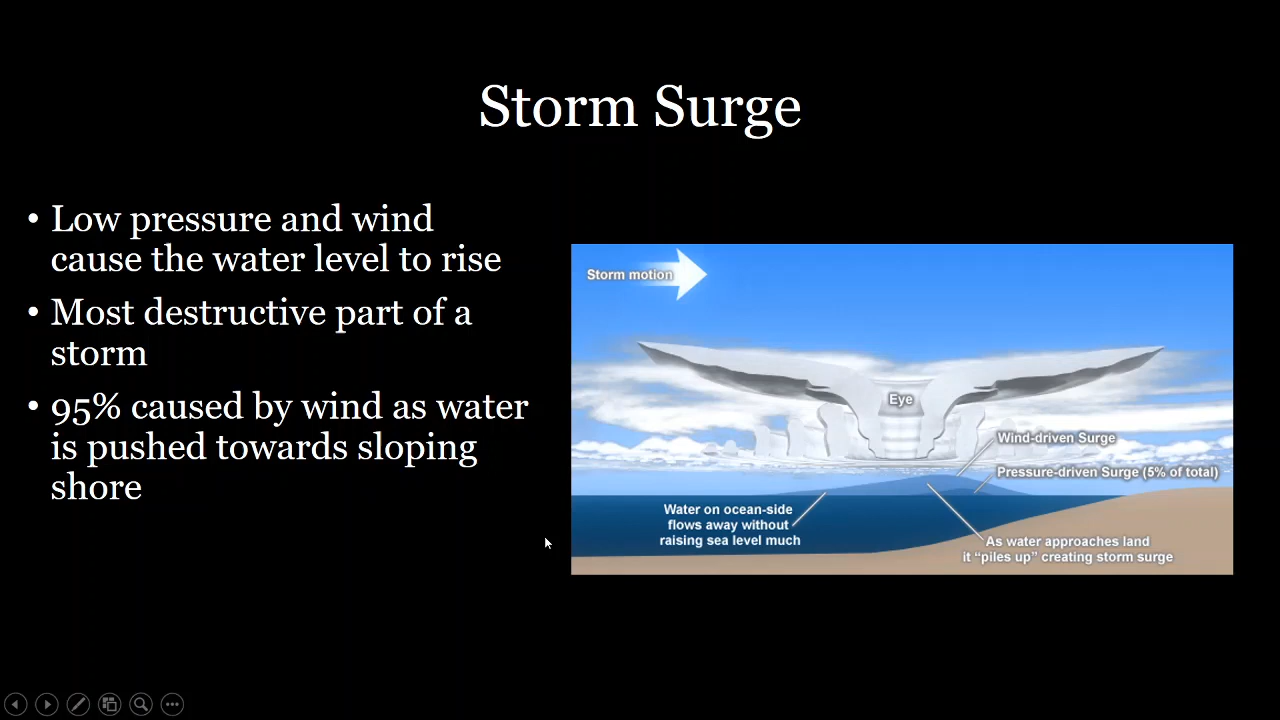 Storm Surge
• Low pressure and wind
cause the water level to rise
• Most destructive part of a
storm
• 95% caused by wind as water
is pushed towards sloping
shore
Storm motion
Eye
Wind-driven Surge
Pressure-driven Surge (5% of total)
Water on ocean-side
flows away without
raising sea level much
As water approaches land
it “piles up” creating storm surge